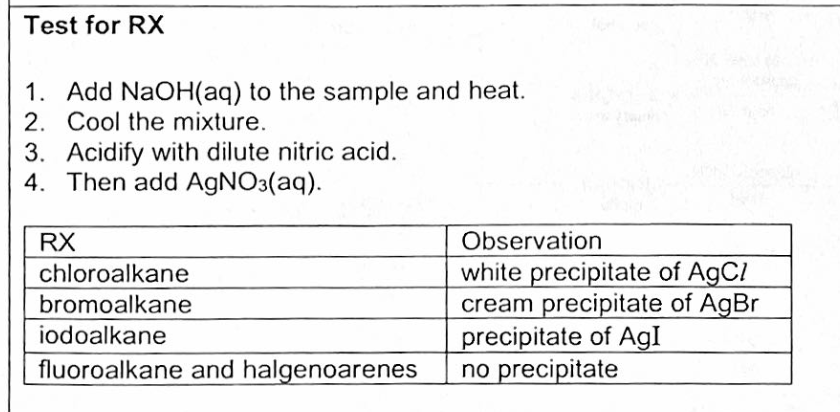 Test for RX
1. Add NaOH(aq) to the sample and heat.
2. Cool the mixture.
3. Acidify with dilute nitric acid.
4. Then add AgNO₃(aq).
RX Observation
chloroalkane white precipitate of AgCl
bromoalkane cream precipitate of AgBr
iodoalkane precipitate of AgI
fluoroalkane and halgenoarenes no precipitate